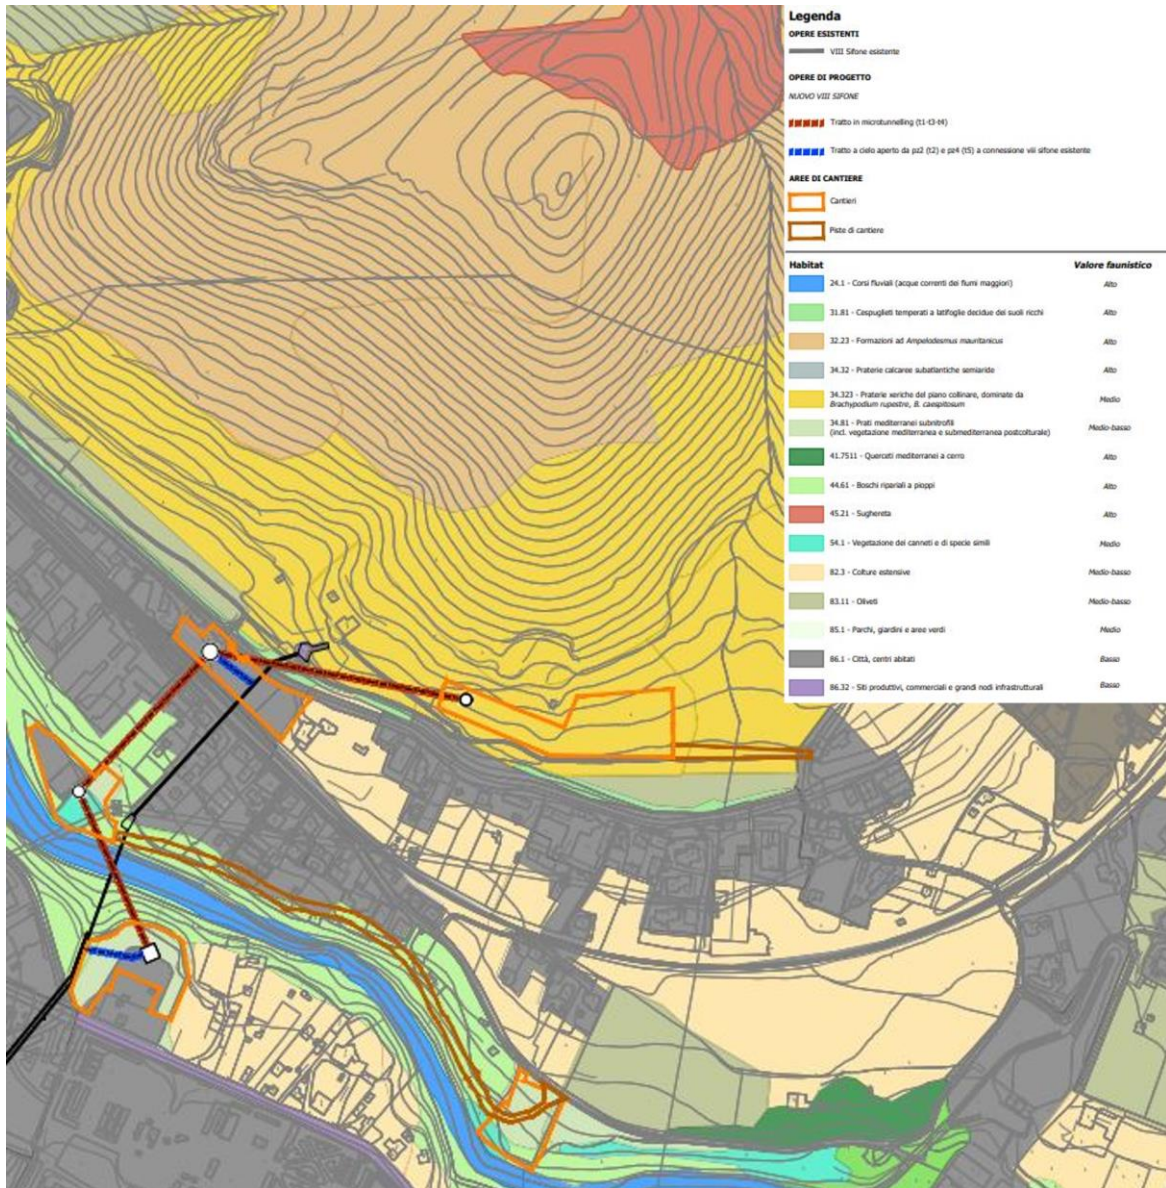 Legenda
OPERE ESISTENTI
VIII Sifone esistente
OPERE DI PROGETTO
NUOVO VIII SIFONE
Tratto in microtunnelling (t1-t3-t4)
Tratto a cielo aperto da pz2 (t2) e pz4 (t5) a connessione viii sifone esistente
AREE DI CANTIERE
Cantieri
Piste di cantiere
Habitat Valore faunistico
24.1 - Corsi fluviali (acque correnti dei fiumi maggiori) Alto
31.81 - Cespuglieti temperati a latifoglie decidue dei suoli ricchi Alto
32.23 - Formazioni ad Ampelodesmus mauritanicus Alto
34.32 - Praterie calcaree subatlantiche semiaride Alto
34.323 - Praterie xeriche del piano collinare, dominate da
Brachypodium rupestre, B. caespitosum Medio
34.81 - Prati mediterranei subnitrofili
(incl. vegetazione mediterranea e submediterranea postcolturale) Medio-basso
41.7511 - Querceti mediterranei a cerro Alto
44.61 - Boschi ripariali a pioppi Alto
45.21 - Sughereta Alto
54.1 - Vegetazione dei canneti e di specie simili Medio
82.3 - Colture estensive Medio-basso
83.11 - Oliveti Medio-basso
85.1 - Parchi, giardini e aree verdi Medio
86.1 - Città, centri abitati Basso
86.32 - Siti produttivi, commerciali e grandi nodi infrastrutturali Basso